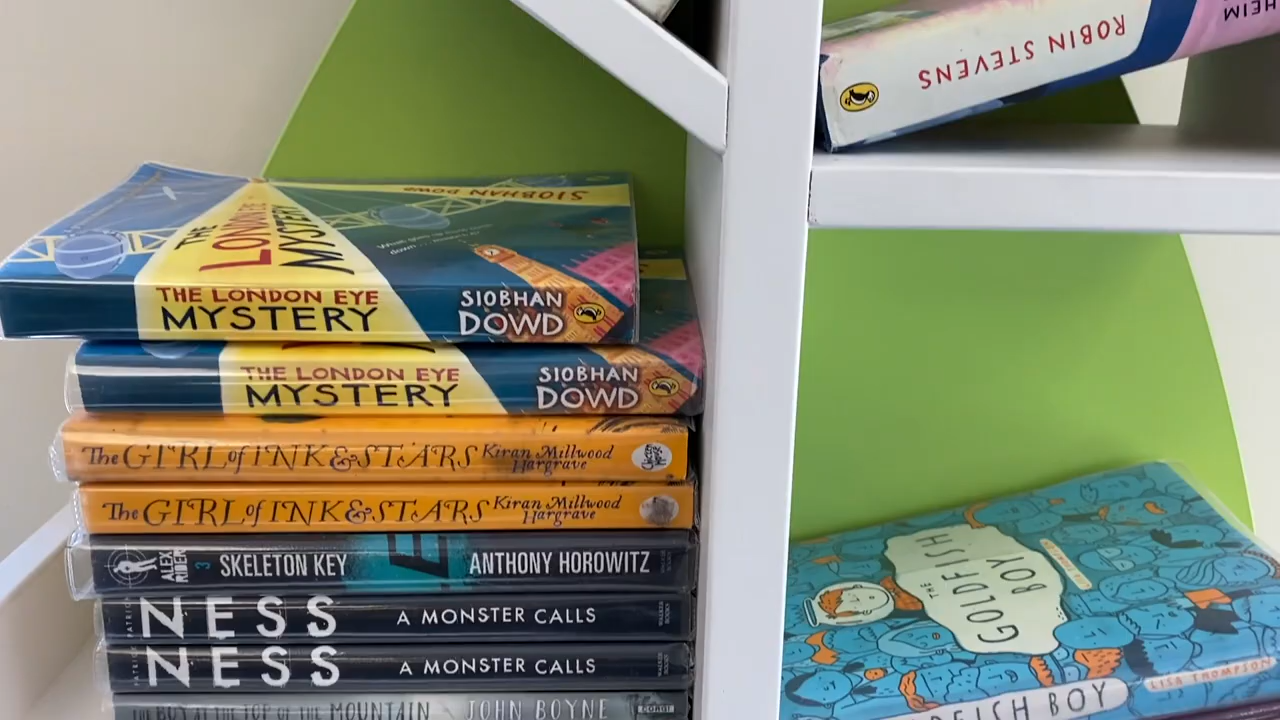 THE
LONDON EYE
MYSTERY
SIOBHAN DOWD
THE LONDON EYE
MYSTERY
SIOBHAN
DOWD
THE LONDON EYE
MYSTERY
SIOBHAN
DOWD
The GIRL of INK & STARS Kiran Millwood
Hargrave
The GIRL of INK & STARS Kiran Millwood
Hargrave
ALEX
RIDER
3 SKELETON KEY ANTHONY HOROWITZ
PATRICK NESS A MONSTER CALLS
PATRICK NESS A MONSTER CALLS
THE BOY AT THE TOP OF THE MOUNTAIN JOHN BOYNE
ROBIN STEVENS
THE
GOLDFISH
BOY
LISA THOMPSON